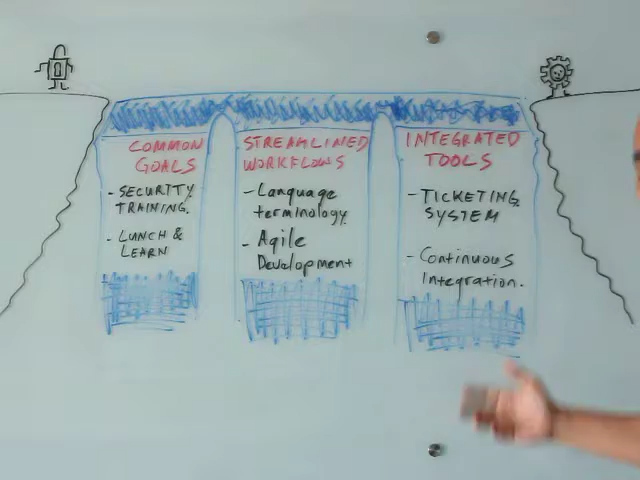 COMMON
GOALS
- SECURITY
TRAINING.
- LUNCH &
LEARN
STREAMLINED
WORKFLOWS
- Language
terminology.
- Agile
Development
INTEGRATED
TOOLS
- TICKETING
SYSTEM
- Continuous
Integration.